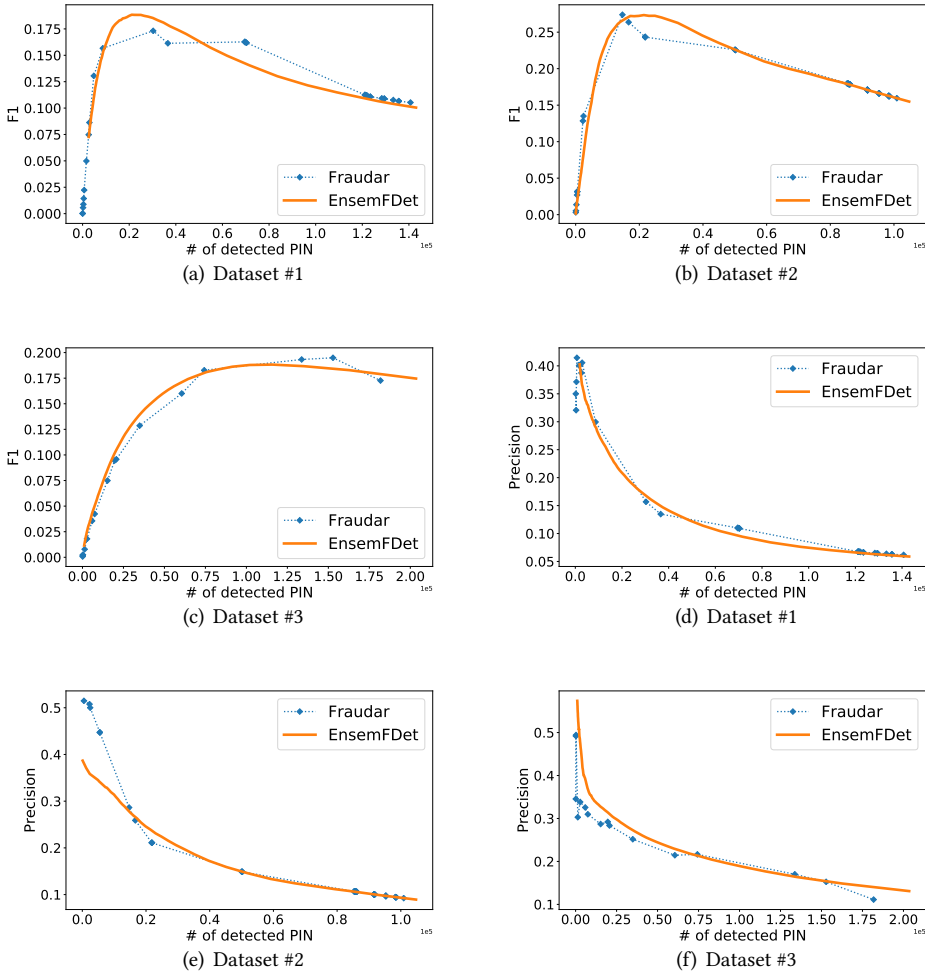 0.175
0.150
0.125
0.100
0.075
0.050
0.025
0.000
F1
Fraudar
EnsemFDet
0.0 0.2 0.4 0.6 0.8 1.0 1.2 1.4
1e5
# of detected PIN
(a) Dataset #1
0.25
0.20
0.15
0.10
0.05
0.00
F1
Fraudar
EnsemFDet
0.0 0.2 0.4 0.6 0.8 1.0
1e5
# of detected PIN
(b) Dataset #2
0.200
0.175
0.150
0.125
0.100
0.075
0.050
0.025
0.000
F1
Fraudar
EnsemFDet
0.00 0.25 0.50 0.75 1.00 1.25 1.50 1.75 2.00
1e5
# of detected PIN
(c) Dataset #3
0.40
0.35
0.30
0.25
0.20
0.15
0.10
0.05
Precision
Fraudar
EnsemFDet
0.0 0.2 0.4 0.6 0.8 1.0 1.2 1.4
1e5
# of detected PIN
(d) Dataset #1
0.5
0.4
0.3
0.2
0.1
Precision
Fraudar
EnsemFDet
0.0 0.2 0.4 0.6 0.8 1.0
1e5
# of detected PIN
(e) Dataset #2
0.5
0.4
0.3
0.2
0.1
Precision
Fraudar
EnsemFDet
0.00 0.25 0.50 0.75 1.00 1.25 1.50 1.75 2.00
1e5
# of detected PIN
(f) Dataset #3